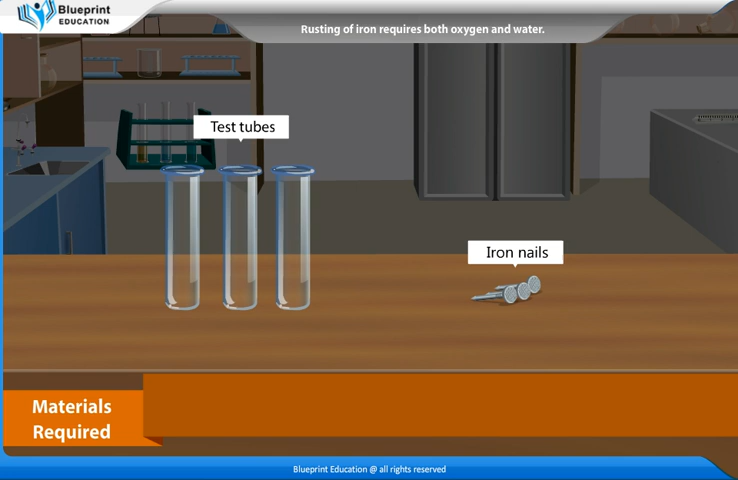 Blueprint
EDUCATION
Rusting of iron requires both oxygen and water.
Test tubes
Iron nails
Materials
Required
Blueprint Education @ all rights reserved